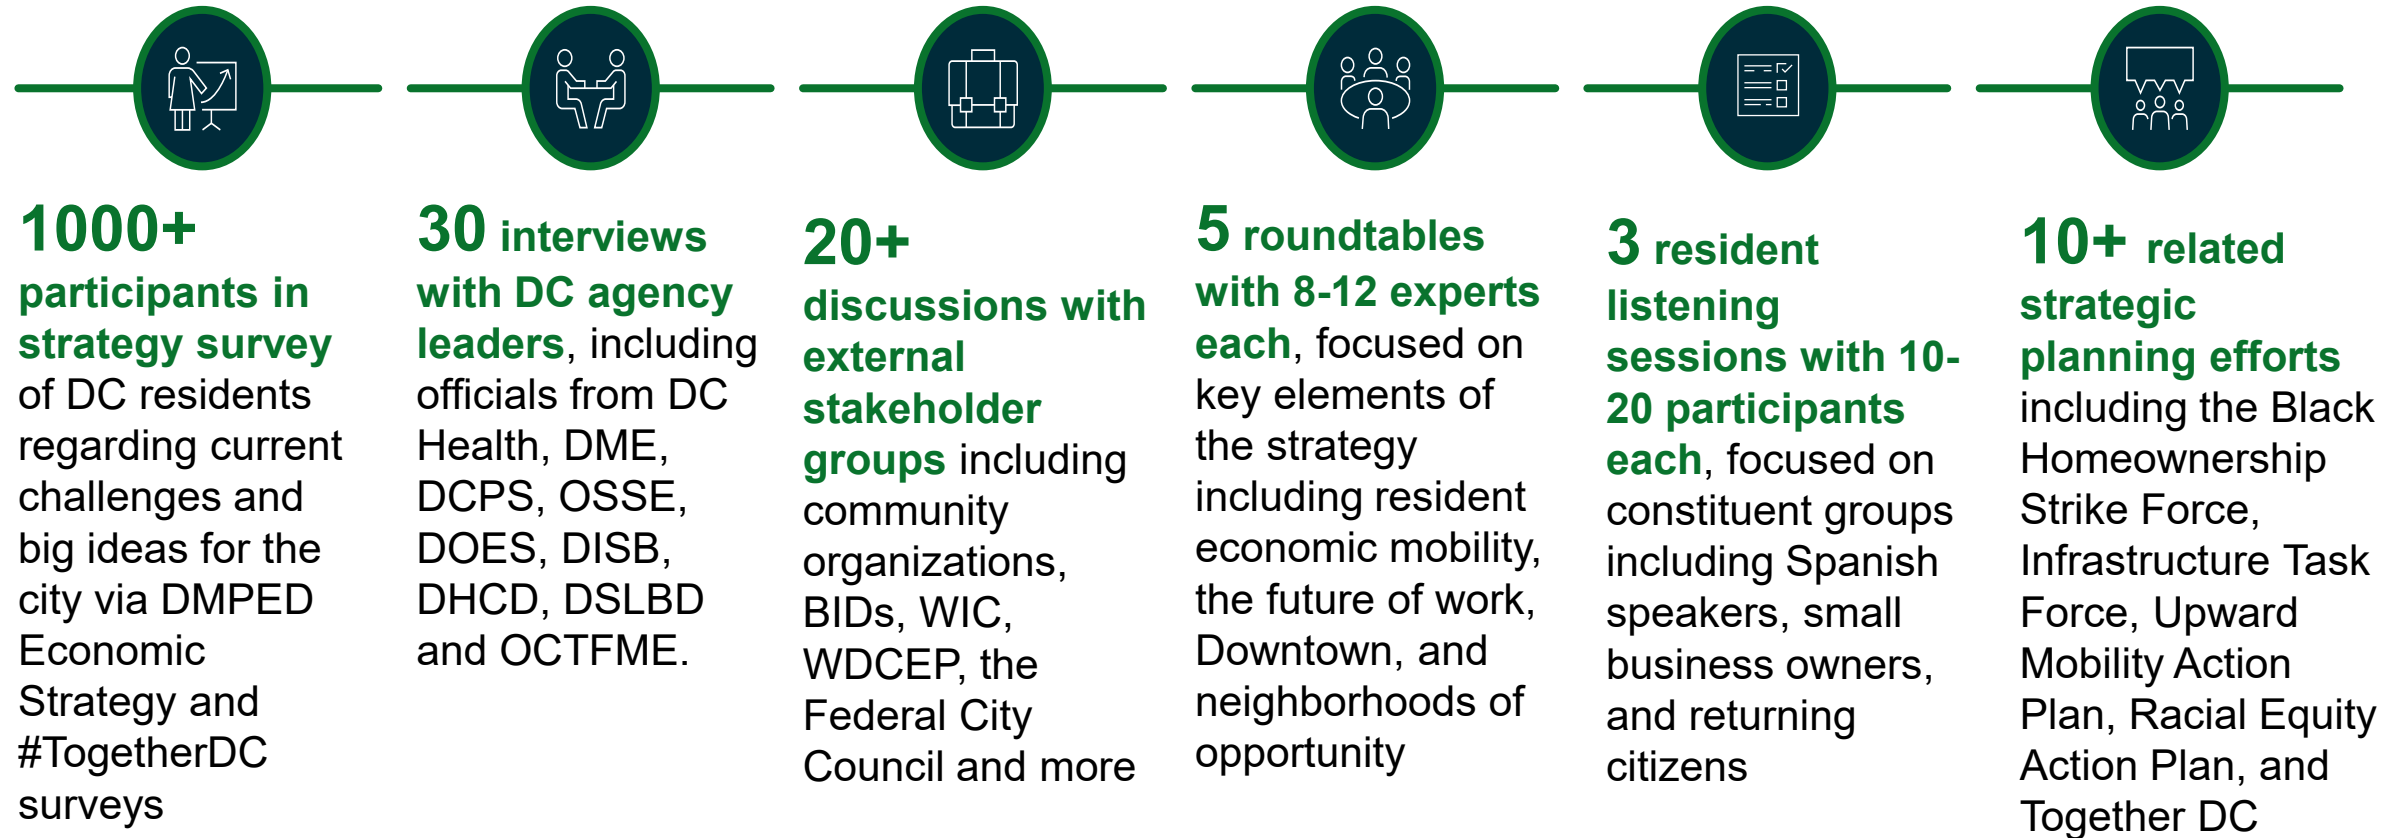 1000+
participants in
strategy survey
of DC residents
regarding current
challenges and
big ideas for the
city via DMPED
Economic
Strategy and
#TogetherDC
surveys
30 interviews
with DC agency
leaders, including
officials from DC
Health, DME,
DCPS, OSSE,
DOES, DISB,
DHCD, DSLBD
and OCTFME.
20+
discussions with
external
stakeholder
groups including
community
organizations,
BIDs, WIC,
WDCEP, the
Federal City
Council and more
5 roundtables
with 8-12 experts
each, focused on
key elements of
the strategy
including resident
economic mobility,
the future of work,
Downtown, and
neighborhoods of
opportunity
3 resident
listening
sessions with 10-
20 participants
each, focused on
constituent groups
including Spanish
speakers, small
business owners,
and returning
citizens
10+ related
strategic
planning efforts
including the Black
Homeownership
Strike Force,
Infrastructure Task
Force, Upward
Mobility Action
Plan, Racial Equity
Action Plan, and
Together DC